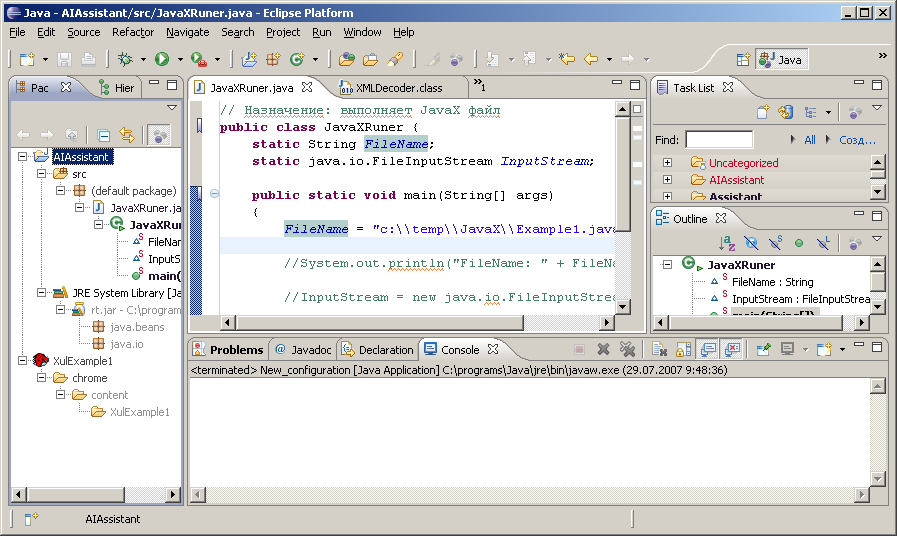 Java - AIAssistant/src/JavaXRuner.java - Eclipse Platform
File Edit Source Refactor Navigate Search Project Run Window Help
Java
Pac Hier
AIAssistant
src
(default package)
JavaXRuner.ja
JavaXRu
FileNam
InputS
main(
JRE System Library [Ja
rt.jar - C:\program
java.beans
java.io
XulExample1
chrome
content
XulExample1
JavaXRuner.java XMLDecoder.class 1
// Назначение: выполняет JavaX файл
public class JavaXRuner {
static String FileName;
static java.io.FileInputStream InputStream;
public static void main(String[] args)
{
FileName = "c:\\temp\\JavaX\\Example1.java
//System.out.println("FileName: " + FileNa
//InputStream = new java.io.FileInputStrea
Task List
Find: All Созд...
Uncategorized
AIAssistant
Assistant
Outline
JavaXRuner
FileName : String
InputStream : FileInputStream
main(String[])
Problems Javadoc Declaration Console
<terminated> New_configuration [Java Application] C:\programs\Java\jre\bin\javaw.exe (29.07.2007 9:48:36)
AIAssistant